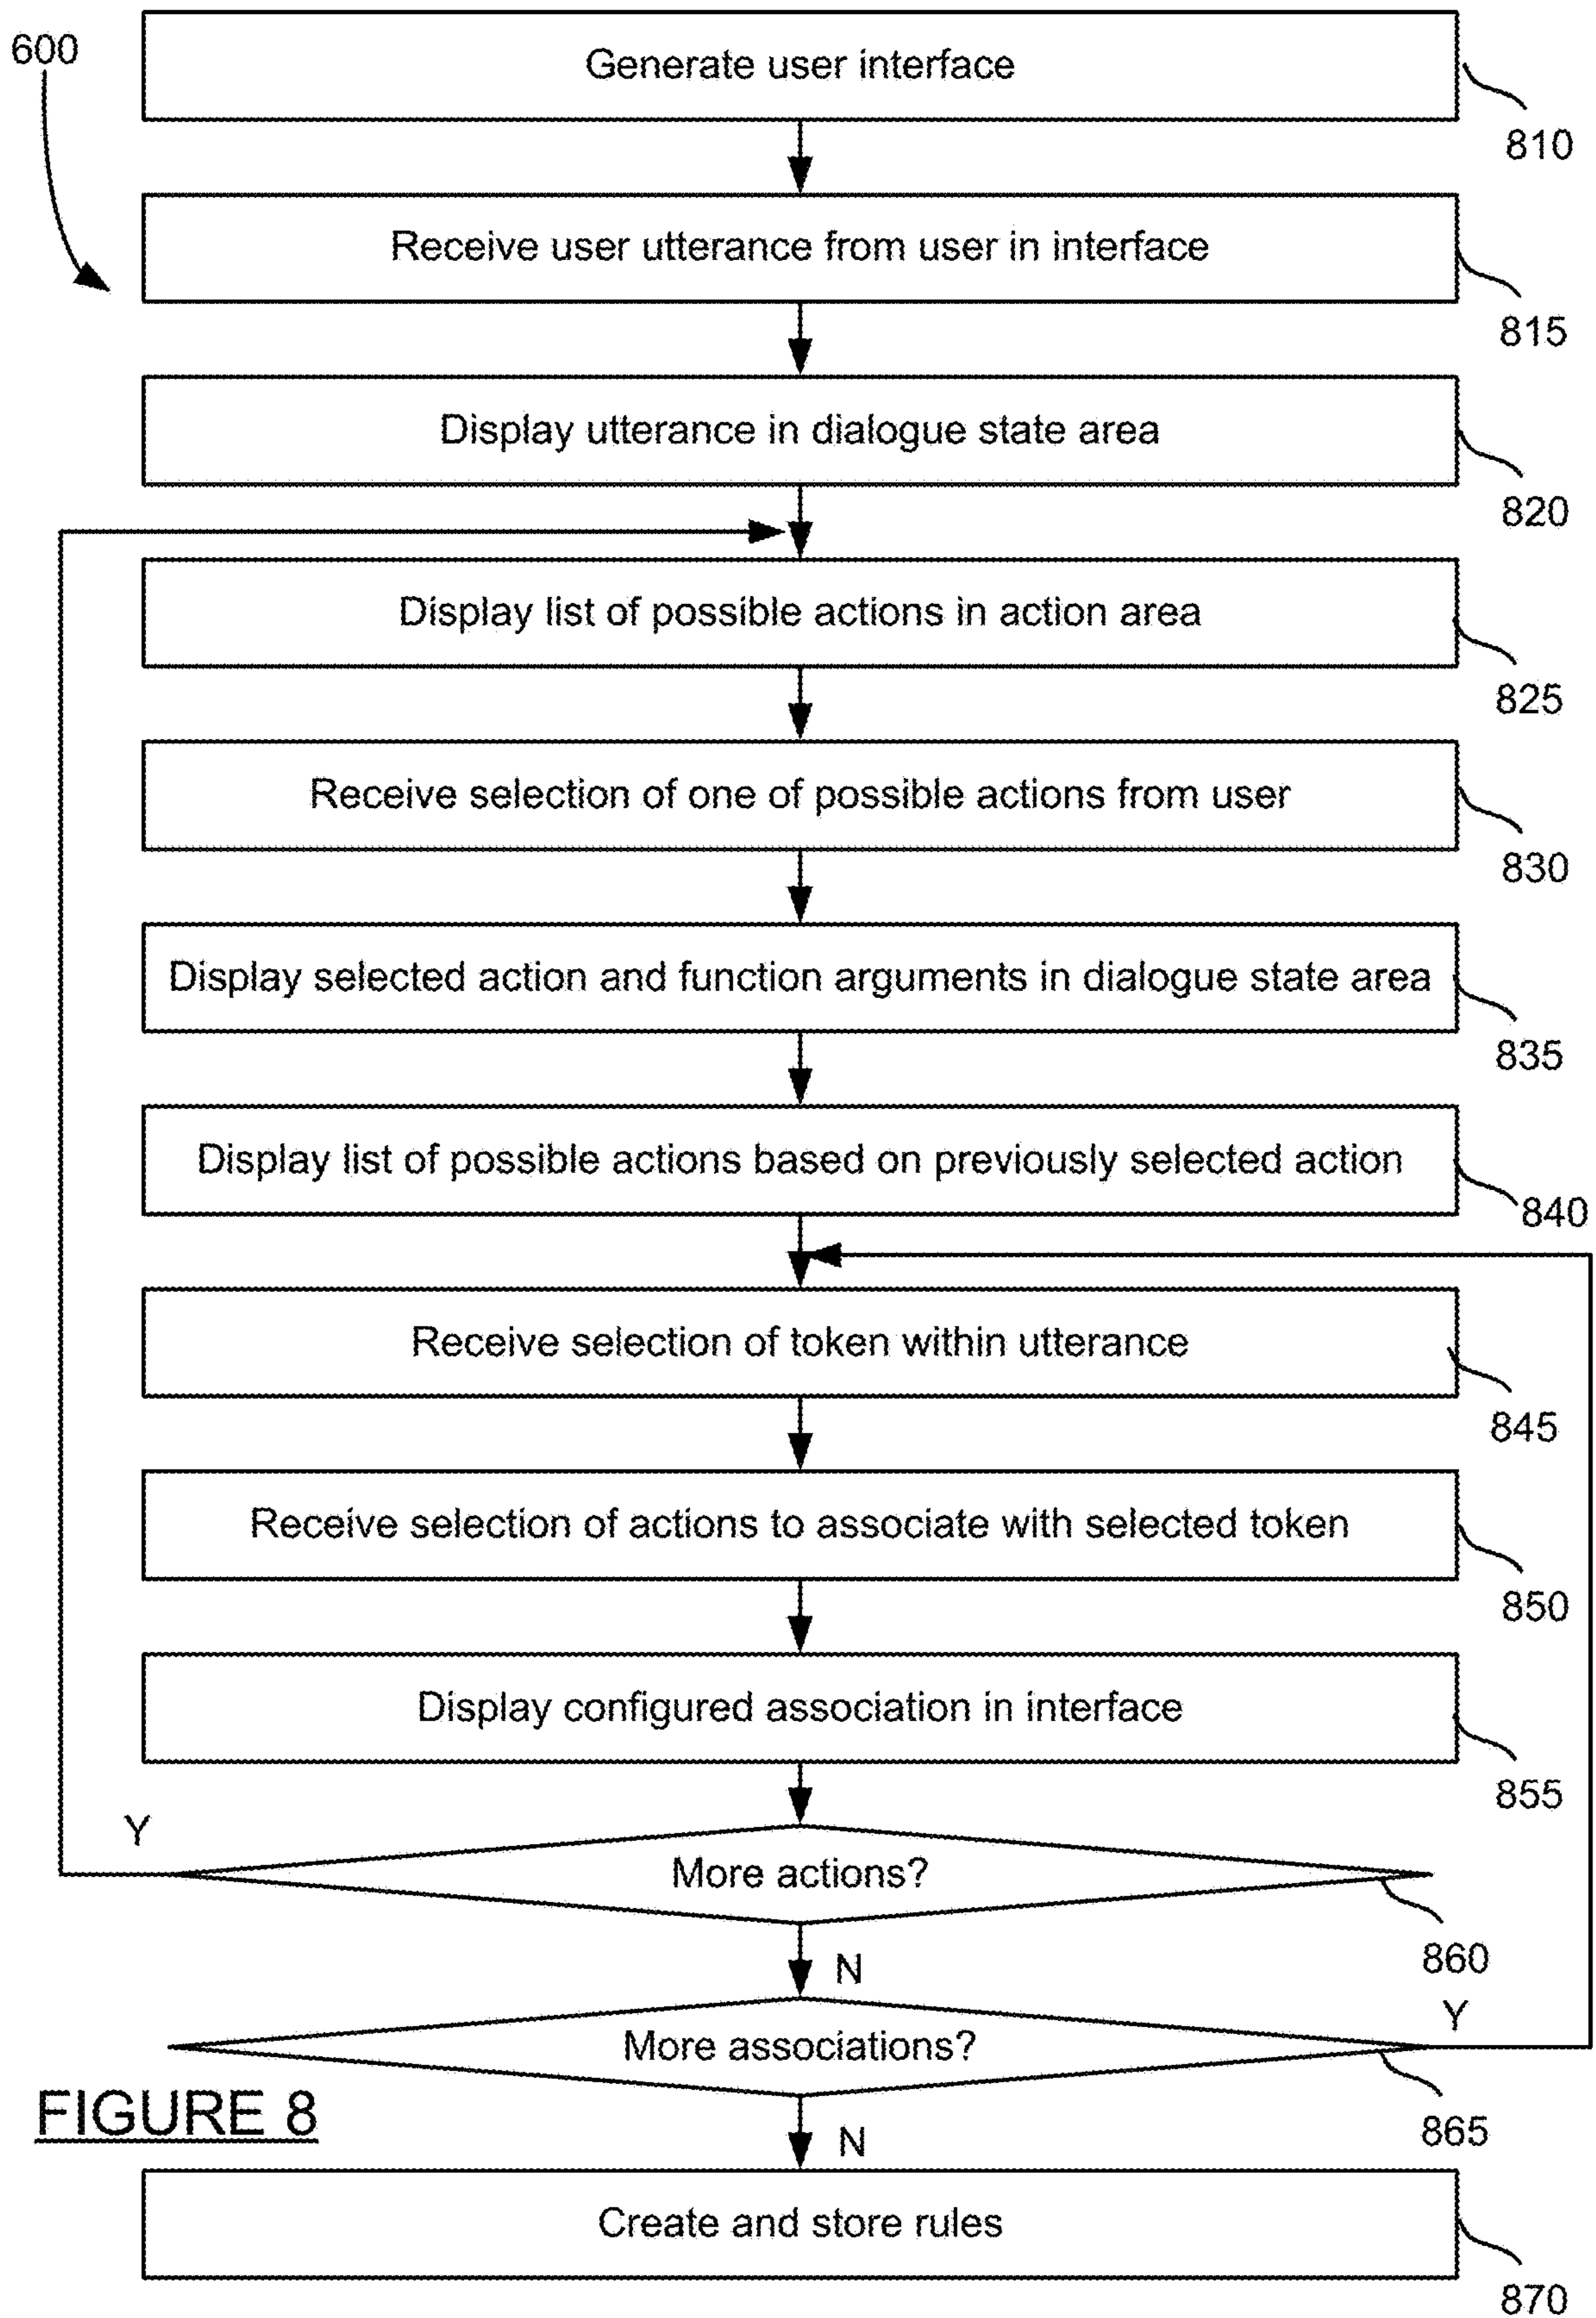 600
Generate user interface
810
Receive user utterance from user in interface
815
Display utterance in dialogue state area
820
Display list of possible actions in action area
825
Receive selection of one of possible actions from user
830
Display selected action and function arguments in dialogue state area
835
Display list of possible actions based on previously selected action
840
Receive selection of token within utterance
845
Receive selection of actions to associate with selected token
850
Display configured association in interface
855
Y
More actions?
860
N
Y
More associations?
865
FIGURE 8
N
Create and store rules
870